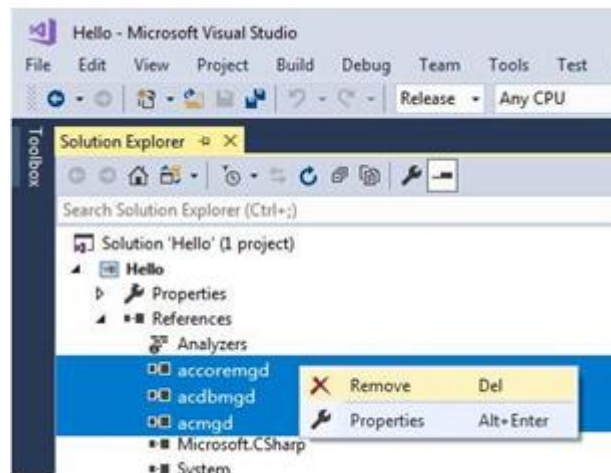 Hello - Microsoft Visual Studio
File Edit View Project Build Debug Team Tools Test
Release Any CPU
Toolbox
Solution Explorer
Search Solution Explorer (Ctrl+;)
Solution 'Hello' (1 project)
Hello
Properties
References
Analyzers
accoremgd
acdbmgd
acmgd
Remove Del
Properties Alt+Enter
Microsoft.CSharp
System